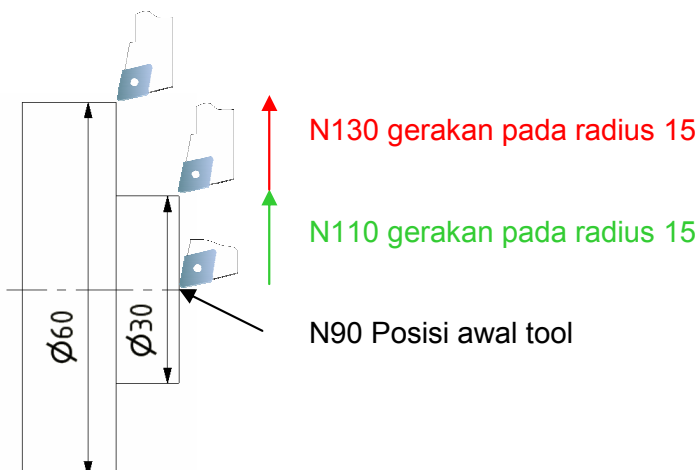 N130 gerakan pada radius 15
N110 gerakan pada radius 15
N90 Posisi awal tool
Ø60
Ø30